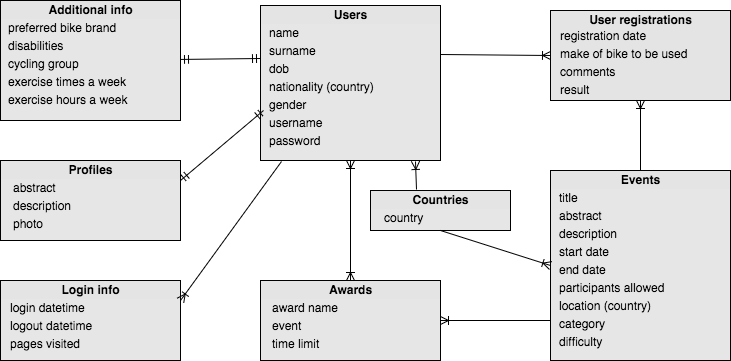 Additional info
preferred bike brand
disabilities
cycling group
exercise times a week
exercise hours a week
Users
name
surname
dob
nationality (country)
gender
username
password
User registrations
registration date
make of bike to be used
comments
result
Profiles
abstract
description
photo
Countries
country
Events
title
abstract
description
start date
end date
participants allowed
location (country)
category
difficulty
Login info
login datetime
logout datetime
pages visited
Awards
award name
event
time limit